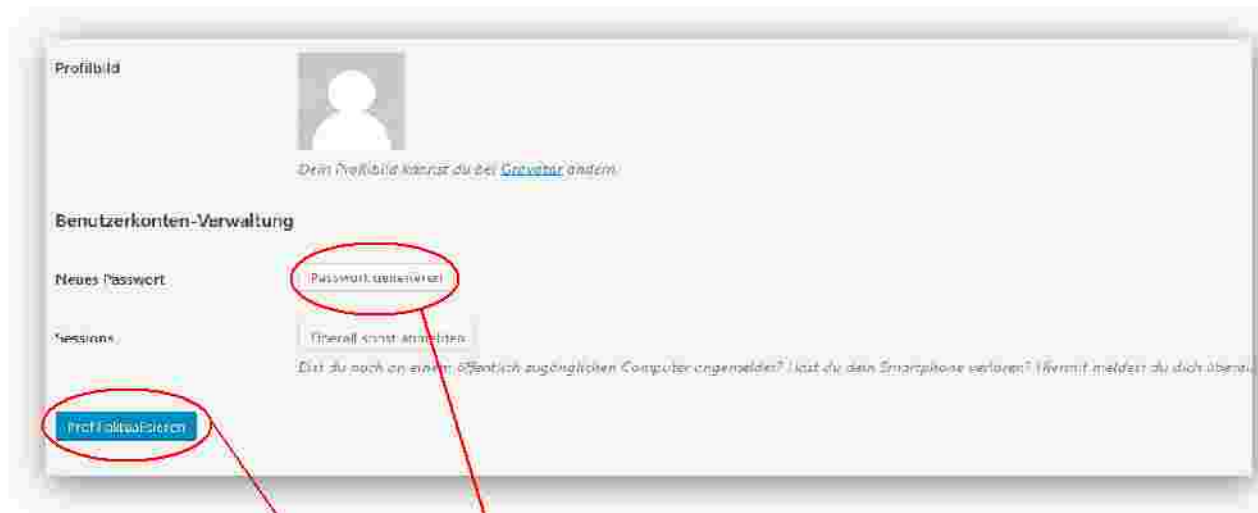 Profilbild
Dein Profilbild kannst du bei Gravatar ändern.
Benutzerkonten-Verwaltung
Neues Passwort
Passwort generieren
Sessions
Überall sonst abmelden
Bist du noch an einem öffentlich zugänglichen Computer angemeldet? Hast du dein Smartphone verloren? Hiermit meldest du dich überall
Profil aktualisieren